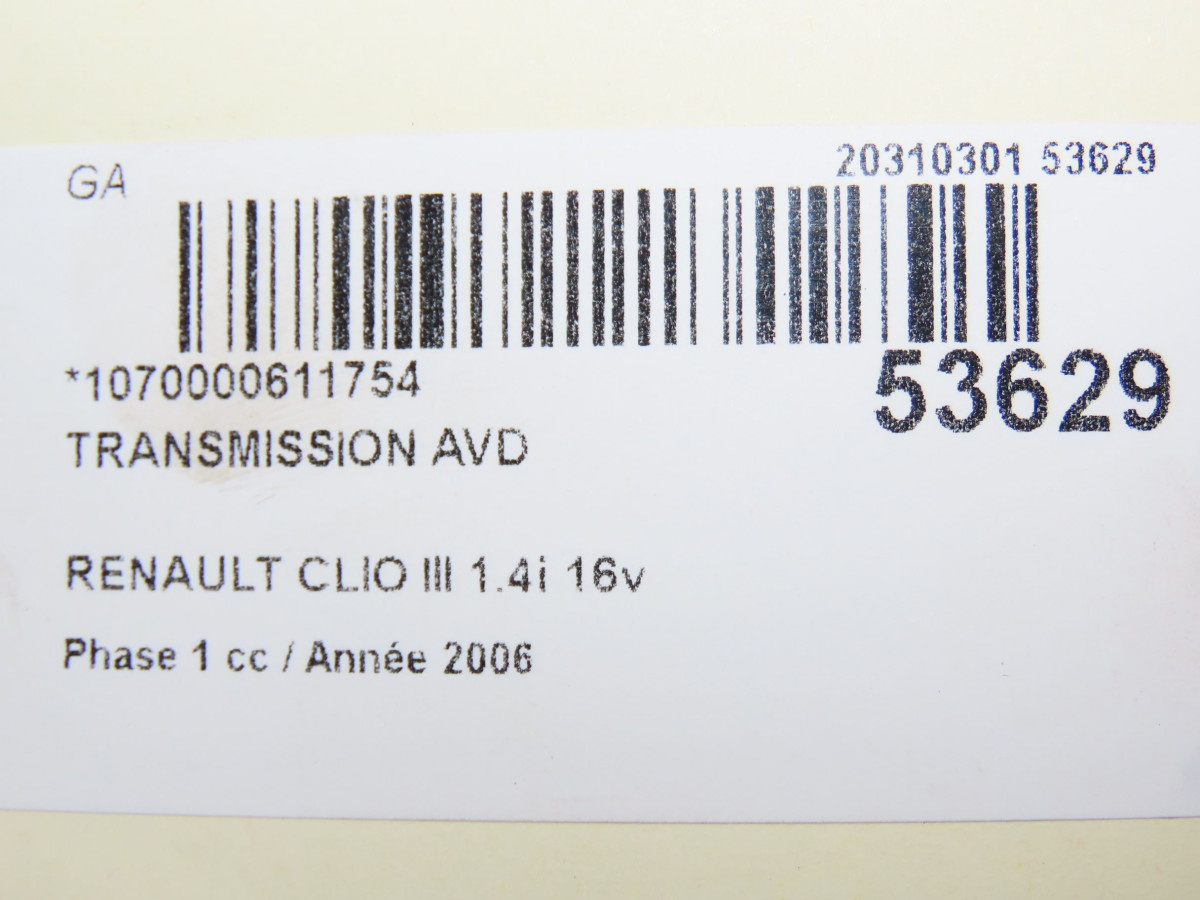 GA
20310301 53629
*1070000611754
53629
TRANSMISSION AVD
RENAULT CLIO III 1.4i 16v
Phase 1 cc / Année 2006